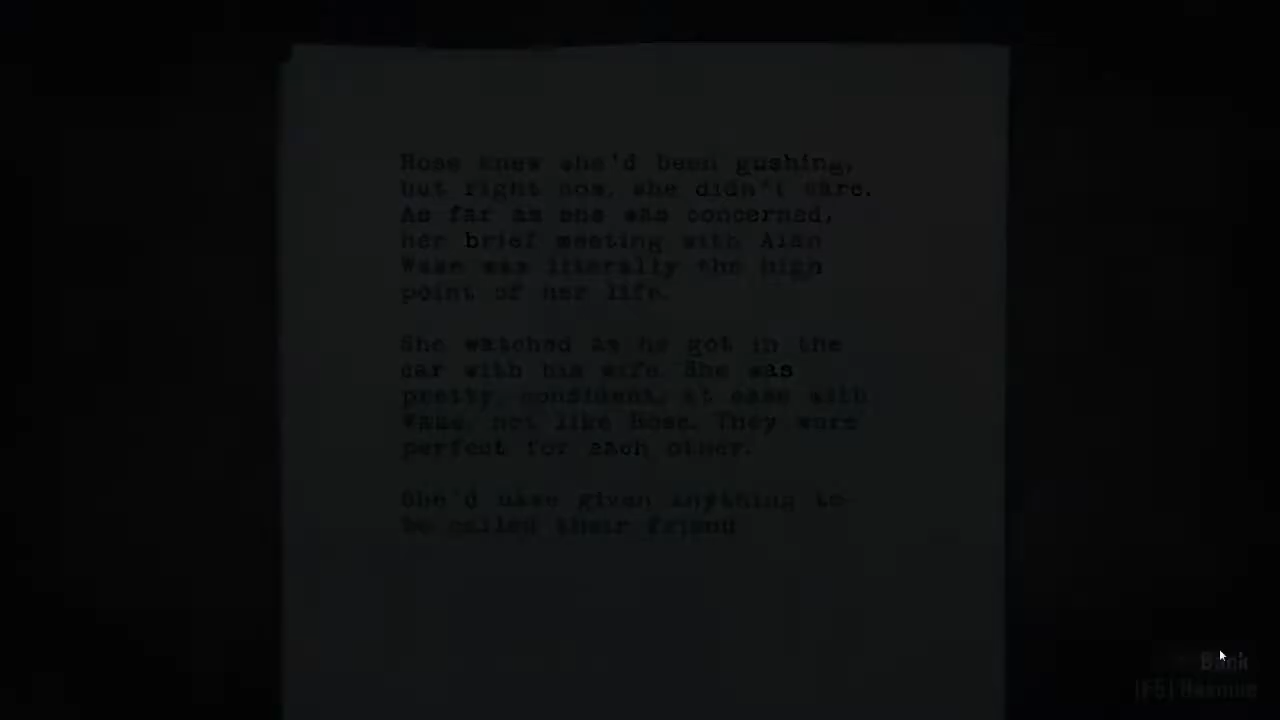 Rose knew she'd been gushing,
but right now, she didn't care.
As far as she was concerned,
her brief meeting with Alan
Wake was literally the high
point of her life.
She watched as he got in the
car with his wife. She was
pretty, confident, at ease with
Wake, not like Rose. They were
perfect for each other.
She'd have given anything to
be called their friend
Back